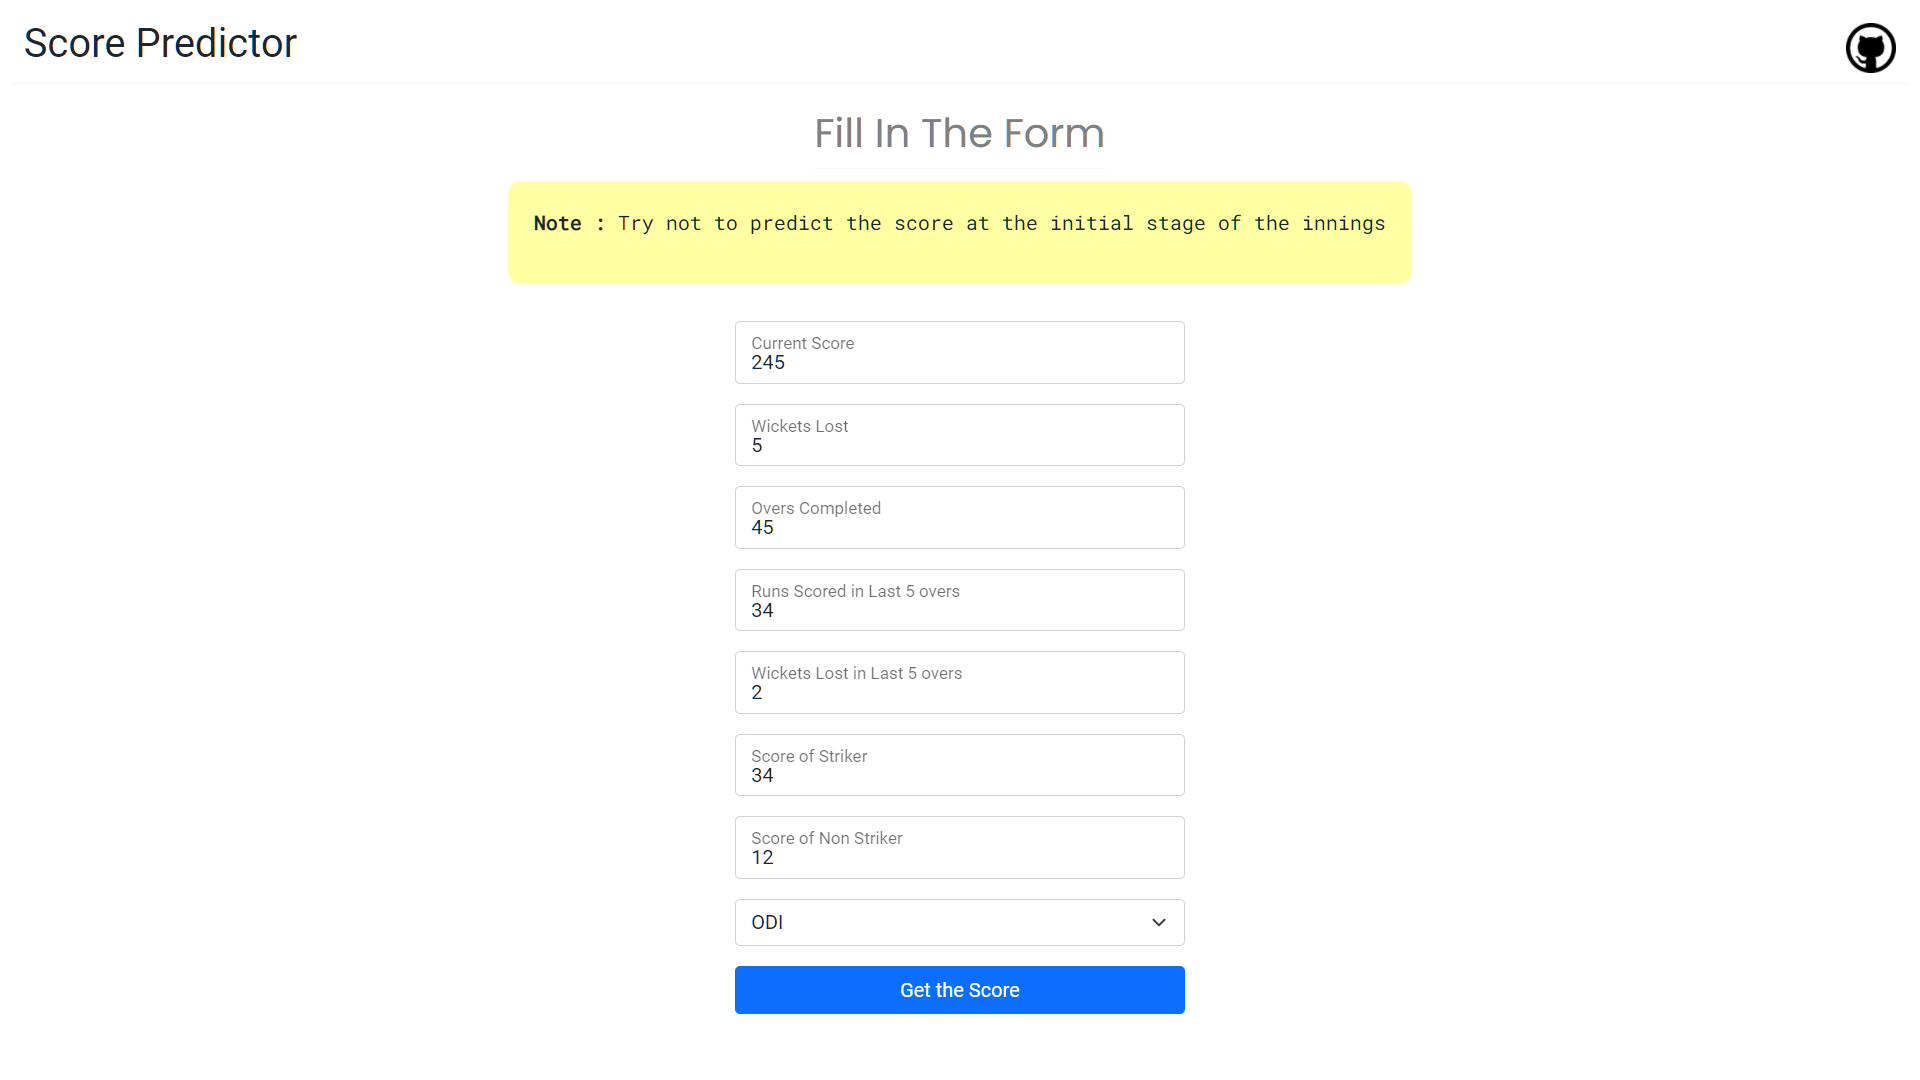 Score Predictor
Fill In The Form
Note : Try not to predict the score at the initial stage of the innings
Current Score
245
Wickets Lost
5
Overs Completed
45
Runs Scored in Last 5 overs
34
Wickets Lost in Last 5 overs
2
Score of Striker
34
Score of Non Striker
12
ODI
Get the Score